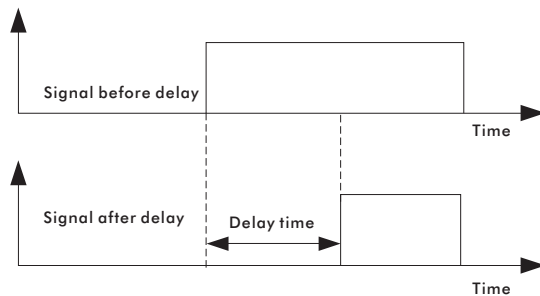 Signal before delay
Time
Signal after delay
Delay time
Time